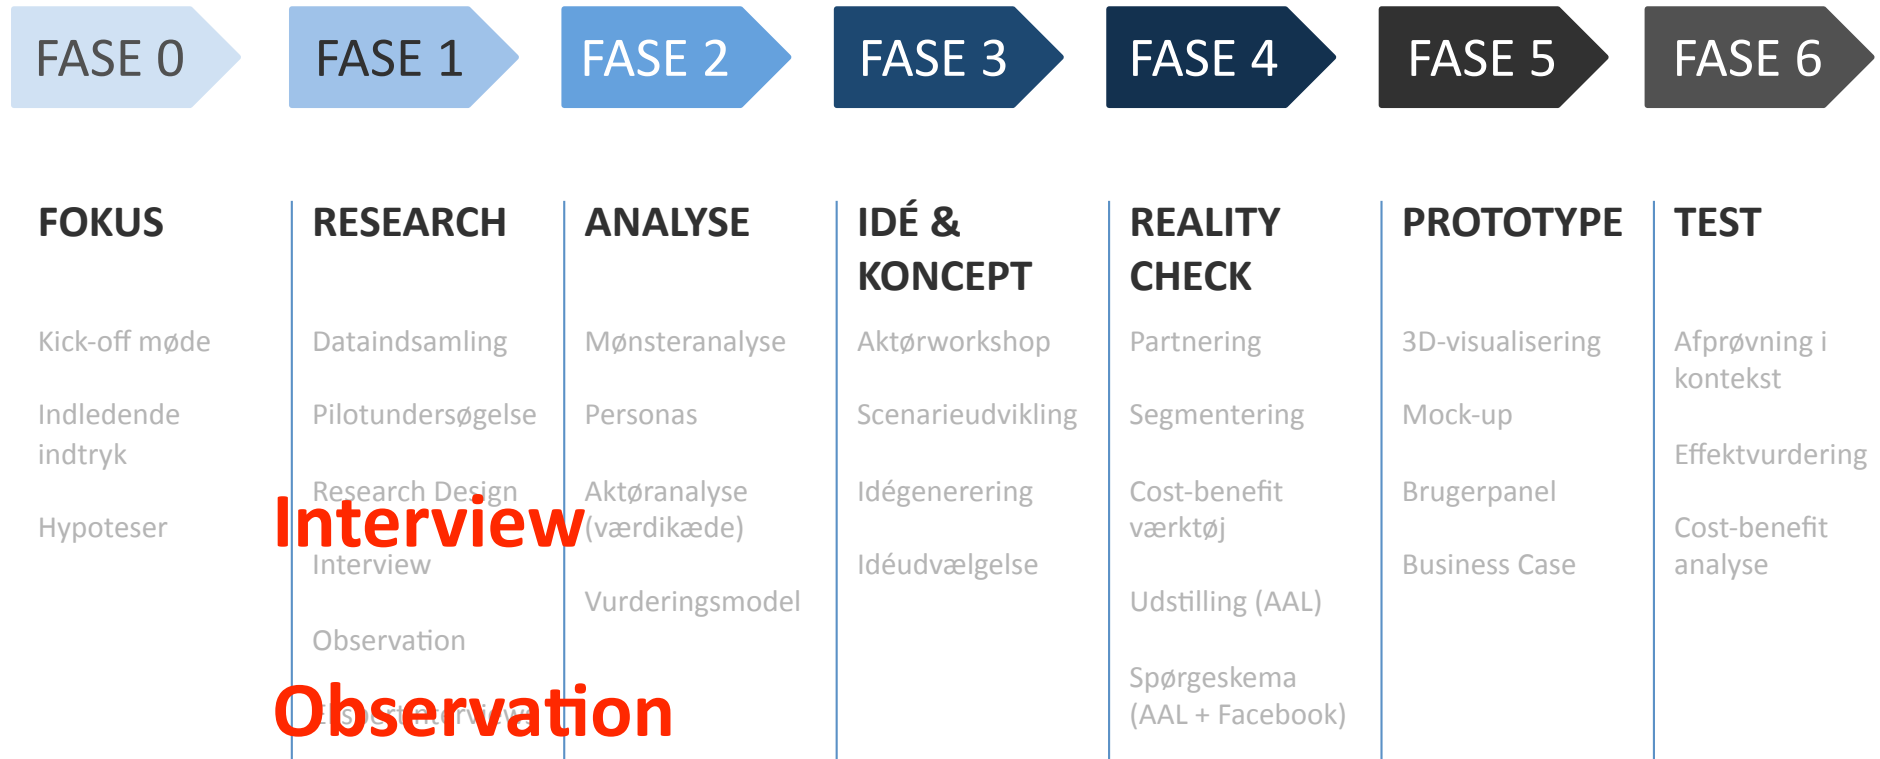 FASE 0
FASE 1
FASE 2
FASE 3
FASE 4
FASE 5
FASE 6
FOKUS
Kick-off møde
Indledende
indtryk
Hypoteser
RESEARCH
Dataindsamling
Pilotundersøgelse
Research Design
Interview
Interview
Observation
Observation
Ekspertinterviews
ANALYSE
Mønsteranalyse
Personas
Aktøranalyse
(værdikæde)
Vurderingsmodel
IDÉ &
KONCEPT
Aktørworkshop
Scenarieudvikling
Idégenerering
Idéudvælgelse
REALITY
CHECK
Partnering
Segmentering
Cost-benefit
værktøj
Udstilling (AAL)
Spørgeskema
(AAL + Facebook)
PROTOTYPE
3D-visualisering
Mock-up
Brugerpanel
Business Case
TEST
Afprøvning i
kontekst
Effektvurdering
Cost-benefit
analyse